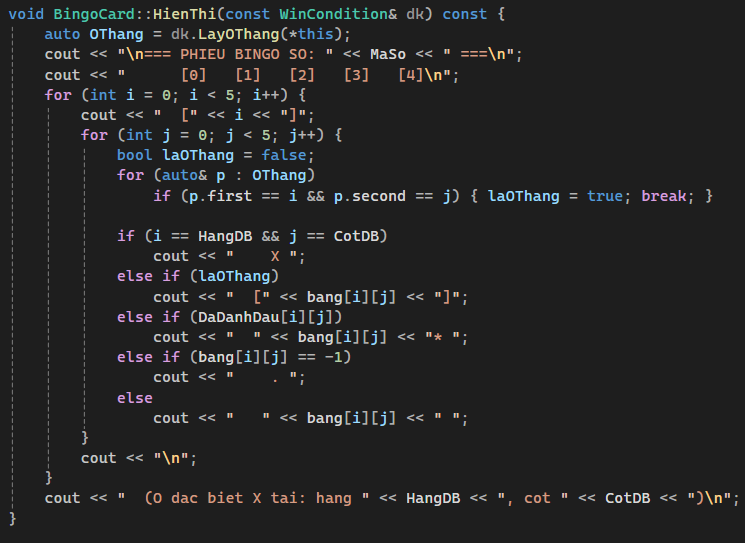 void BingoCard::HienThi(const WinCondition& dk) const {
    auto OThang = dk.LayOThang(*this);
    cout << "\n=== PHIEU BINGO SO: " << MaSo << " ===\n";
    cout << "      [0]   [1]   [2]   [3]   [4]\n";
    for (int i = 0; i < 5; i++) {
        cout << "  [" << i << "]";
        for (int j = 0; j < 5; j++) {
            bool laOThang = false;
            for (auto& p : OThang)
                if (p.first == i && p.second == j) { laOThang = true; break; }

            if (i == HangDB && j == CotDB)
                cout << "    X ";
            else if (laOThang)
                cout << "  [" << bang[i][j] << "]";
            else if (DaDanhDau[i][j])
                cout << "  " << bang[i][j] << "* ";
            else if (bang[i][j] == -1)
                cout << "    . ";
            else
                cout << "   " << bang[i][j] << " ";
        }
        cout << "\n";
    }
    cout << "  (O dac biet X tai: hang " << HangDB << ", cot " << CotDB << ")\n";
}